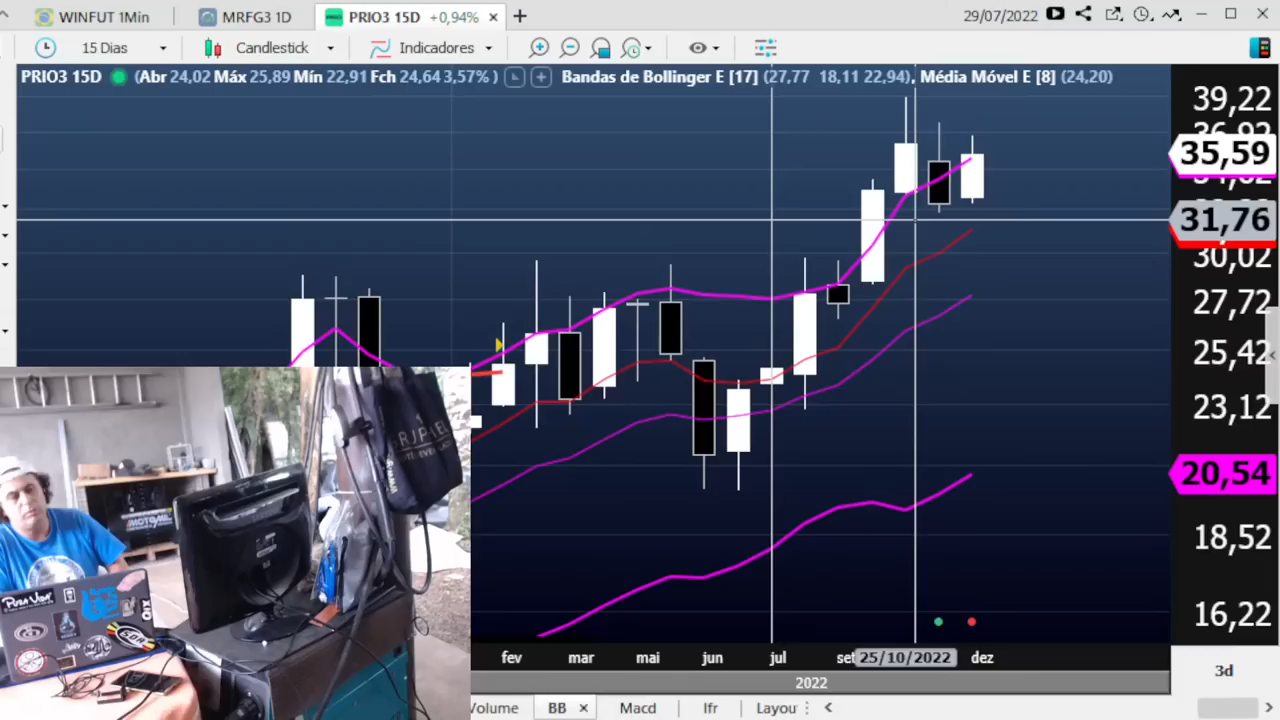 WINFUT 1Min
MRFG3 1D
PRIO3 15D +0,94%
29/07/2022
15 Dias
Candlestick
Indicadores
PRIO3 15D (Abr 24,02 Máx 25,89 Mín 22,91 Fch 24,64 3,57% ) Bandas de Bollinger E [17] (27,77 18,11 22,94), Média Móvel E [8] (24,20)
39,22
35,59
31,76
30,02
27,72
25,42
23,12
20,54
18,52
16,22
PURA VIDA
MOTOMIL
fev
mar
mai
jun
jul
set
25/10/2022
dez
3d
2022
Volume
BB
Macd
Ifr
Layou